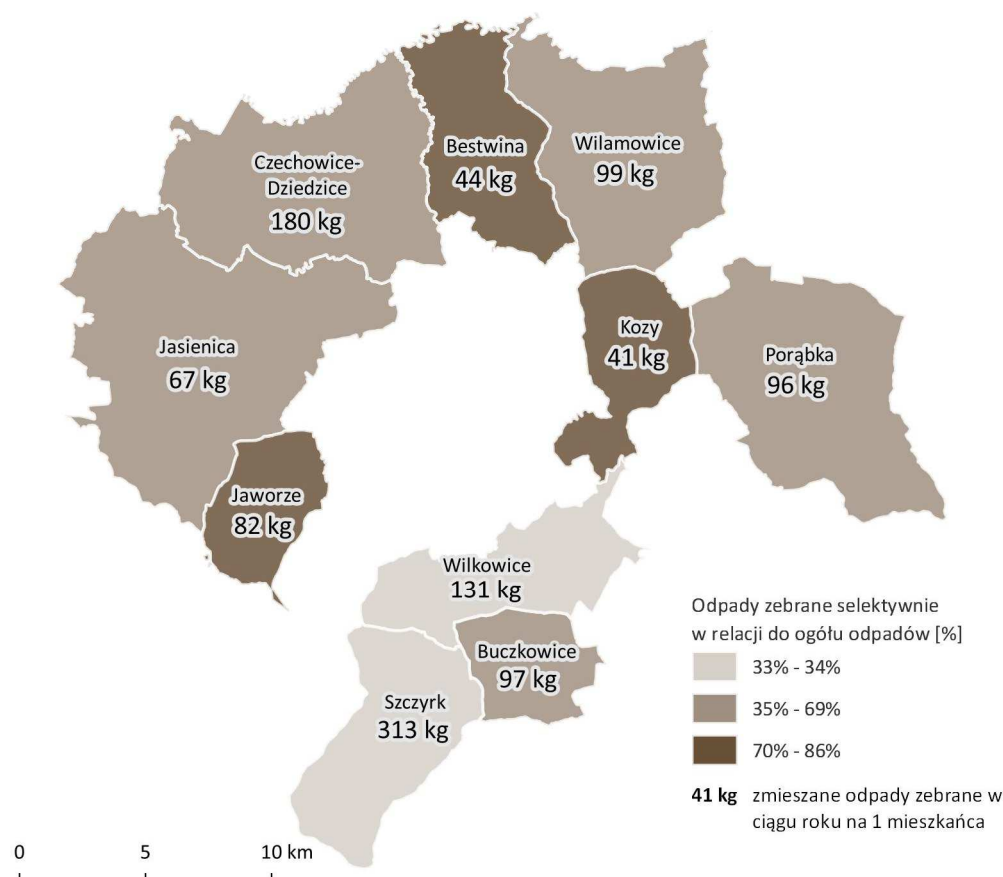 Czechowice-
Dziedzice
180 kg
Bestwina
44 kg
Wilamowice
99 kg
Jasienica
67 kg
Kozy
41 kg
Porąbka
96 kg
Jaworze
82 kg
Wilkowice
131 kg
Buczkowice
97 kg
Szczyrk
313 kg
Odpady zebrane selektywnie
w relacji do ogółu odpadów [%]
33% - 34%
35% - 69%
70% - 86%
41 kg zmieszane odpady zebrane w
ciągu roku na 1 mieszkańca
0 5 10 km